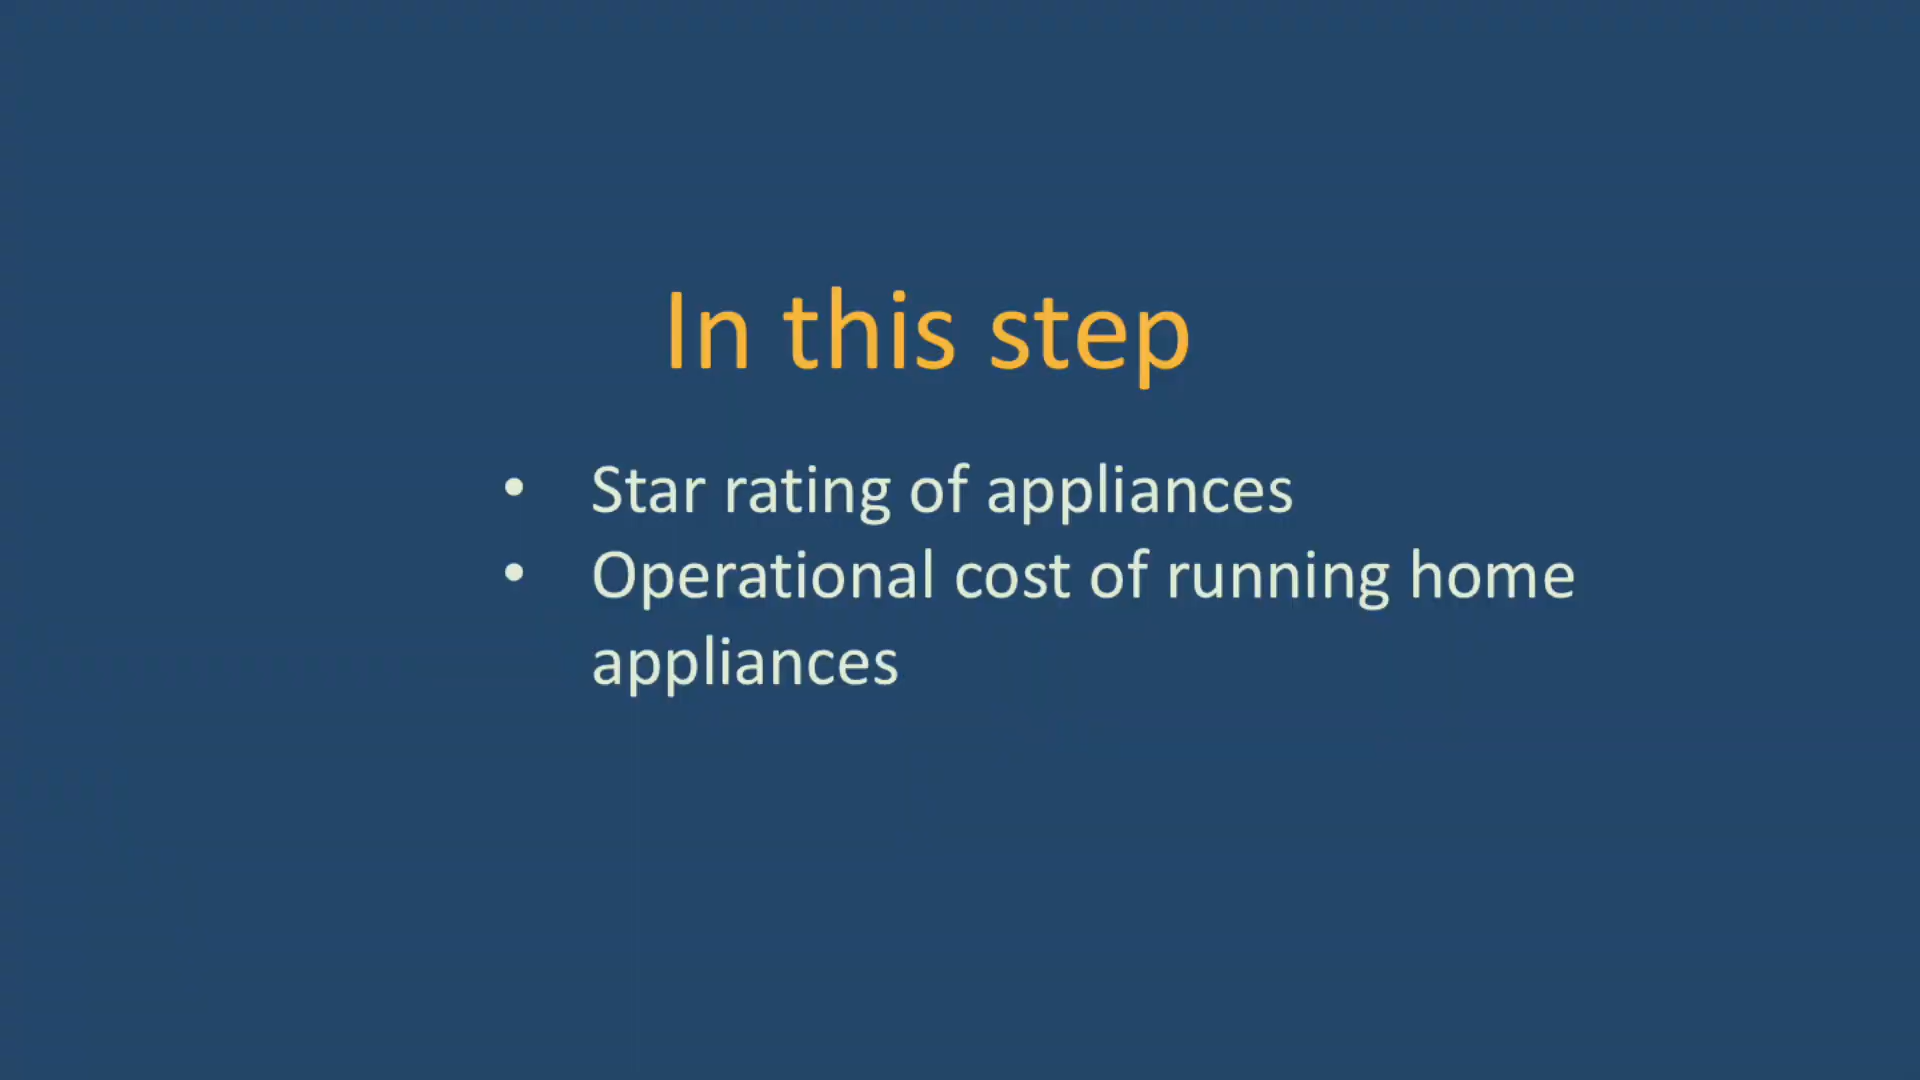 In this step
• Star rating of appliances
• Operational cost of running home
appliances